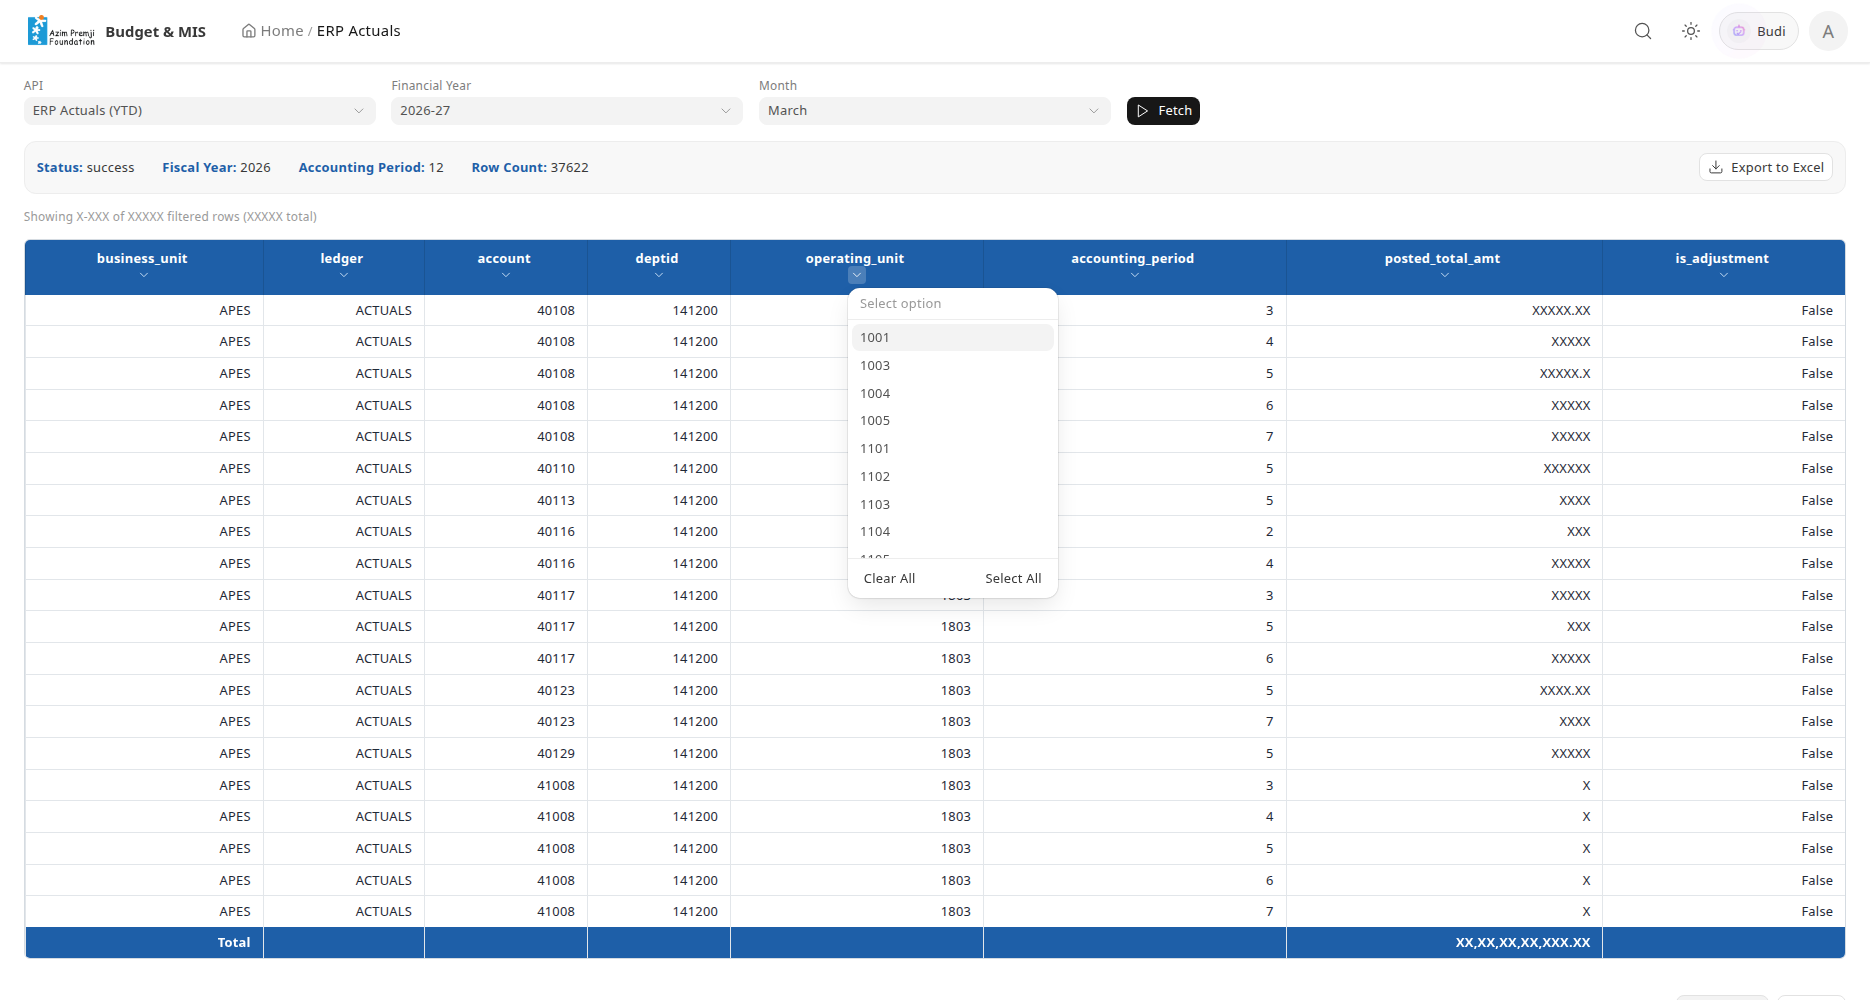 Azim Premji
Foundation
Budget & MIS
Home / ERP Actuals
Budi
A
API
Financial Year
Month
ERP Actuals (YTD)
2026-27
March
Fetch
Status: success
Fiscal Year: 2026
Accounting Period: 12
Row Count: 37622
Export to Excel
Showing X-XXX of XXXXX filtered rows (XXXXX total)
business_unit ledger account deptid operating_unit accounting_period posted_total_amt is_adjustment
APES ACTUALS 40108 141200 3 XXXXX.XX False
APES ACTUALS 40108 141200 4 XXXXX False
APES ACTUALS 40108 141200 5 XXXXX.X False
APES ACTUALS 40108 141200 6 XXXXX False
APES ACTUALS 40108 141200 7 XXXXX False
APES ACTUALS 40110 141200 5 XXXXXX False
APES ACTUALS 40113 141200 5 XXXX False
APES ACTUALS 40116 141200 2 XXX False
APES ACTUALS 40116 141200 4 XXXXX False
APES ACTUALS 40117 141200 3 XXXXX False
APES ACTUALS 40117 141200 1803 5 XXX False
APES ACTUALS 40117 141200 1803 6 XXXXX False
APES ACTUALS 40123 141200 1803 5 XXXX.XX False
APES ACTUALS 40123 141200 1803 7 XXXX False
APES ACTUALS 40129 141200 1803 5 XXXXX False
APES ACTUALS 41008 141200 1803 3 X False
APES ACTUALS 41008 141200 1803 4 X False
APES ACTUALS 41008 141200 1803 5 X False
APES ACTUALS 41008 141200 1803 6 X False
APES ACTUALS 41008 141200 1803 7 X False
Total XX,XX,XX,XX,XXX.XX
Select option
1001
1003
1004
1005
1101
1102
1103
1104
Clear All
Select All